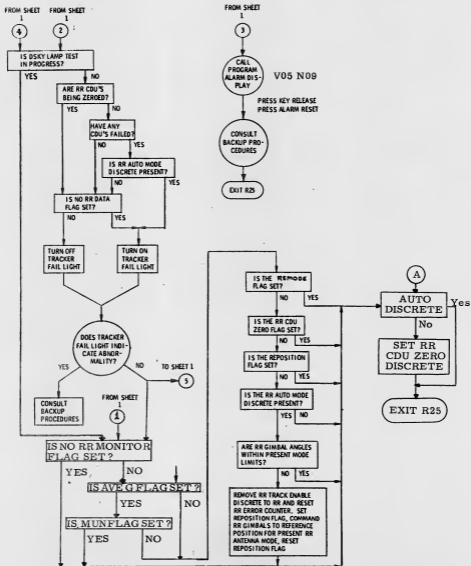 FROM SHEET
1
FROM SHEET
1
4
2
IS DSKY LAMP TEST
IN PROGRESS?
YES
NO
ARE RR CDU'S
BEING ZEROED?
YES
NO
HAVE ANY
CDU'S FAILED?
NO
YES
IS RR AUTO MODE
DISCRETE PRESENT?
NO
YES
IS NO RR DATA
FLAG SET?
NO
YES
TURN OFF
TRACKER
FAIL LIGHT
TURN ON
TRACKER
FAIL LIGHT
DOES TRACKER
FAIL LIGHT INDI-
CATE ABNOR-
MALITY?
YES
NO
TO SHEET 1
5
CONSULT
BACKUP
PROCEDURES
FROM SHEET
1
1
IS NO RR MONITOR
FLAG SET?
YES
NO
IS AVE G FLAG SET?
YES
NO
IS MUNFLAG SET?
YES
NO
FROM SHEET
1
3
CALL
PROGRAM
ALARM DIS-
PLAY
V05 N09
PRESS KEY RELEASE
PRESS ALARM RESET
CONSULT
BACKUP PRO-
CEDURES
EXIT R25
IS THE REMODE
FLAG SET?
NO
YES
IS THE RR CDU
ZERO FLAG SET?
NO
YES
IS THE REPOSITION
FLAG SET?
NO
YES
IS THE RR AUTO MODE
DISCRETE PRESENT?
YES
NO
ARE RR GIMBAL ANGLES
WITHIN PRESENT MODE
LIMITS?
NO
YES
REMOVE RR TRACK ENABLE
DISCRETE TO RR AND RESET
RR ERROR COUNTER. SET
REPOSITION FLAG, COMMAND
RR GIMBALS TO REFERENCE
POSITION FOR PRESENT RR
ANTENNA MODE, RESET
REPOSITION FLAG
A
AUTO
DISCRETE
Yes
No
SET RR
CDU ZERO
DISCRETE
EXIT R25